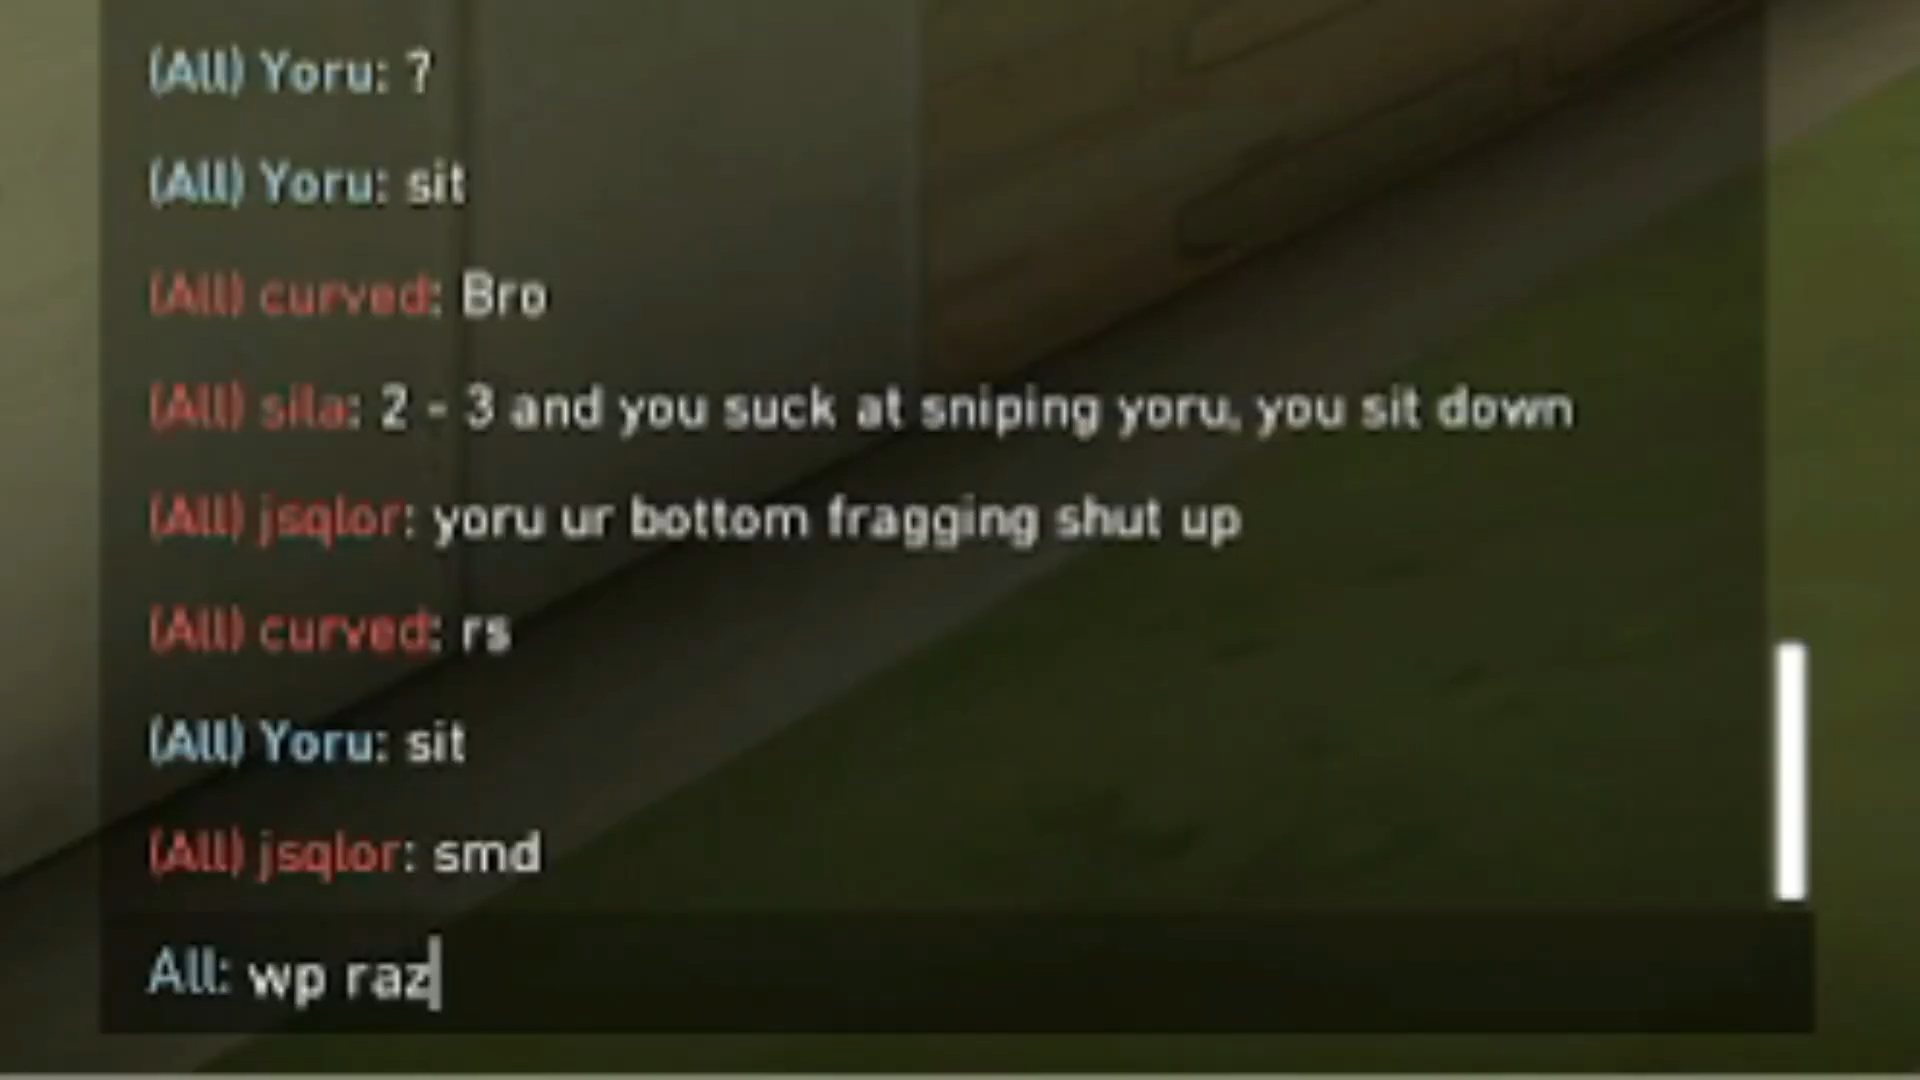 (All) Yoru: ?
(All) Yoru: sit
(All) curved: Bro
(All) sila: 2 - 3 and you suck at sniping yoru, you sit down
(All) jsqlor: yoru ur bottom fragging shut up
(All) curved: rs
(All) Yoru: sit
(All) jsqlor: smd
All: wp raz